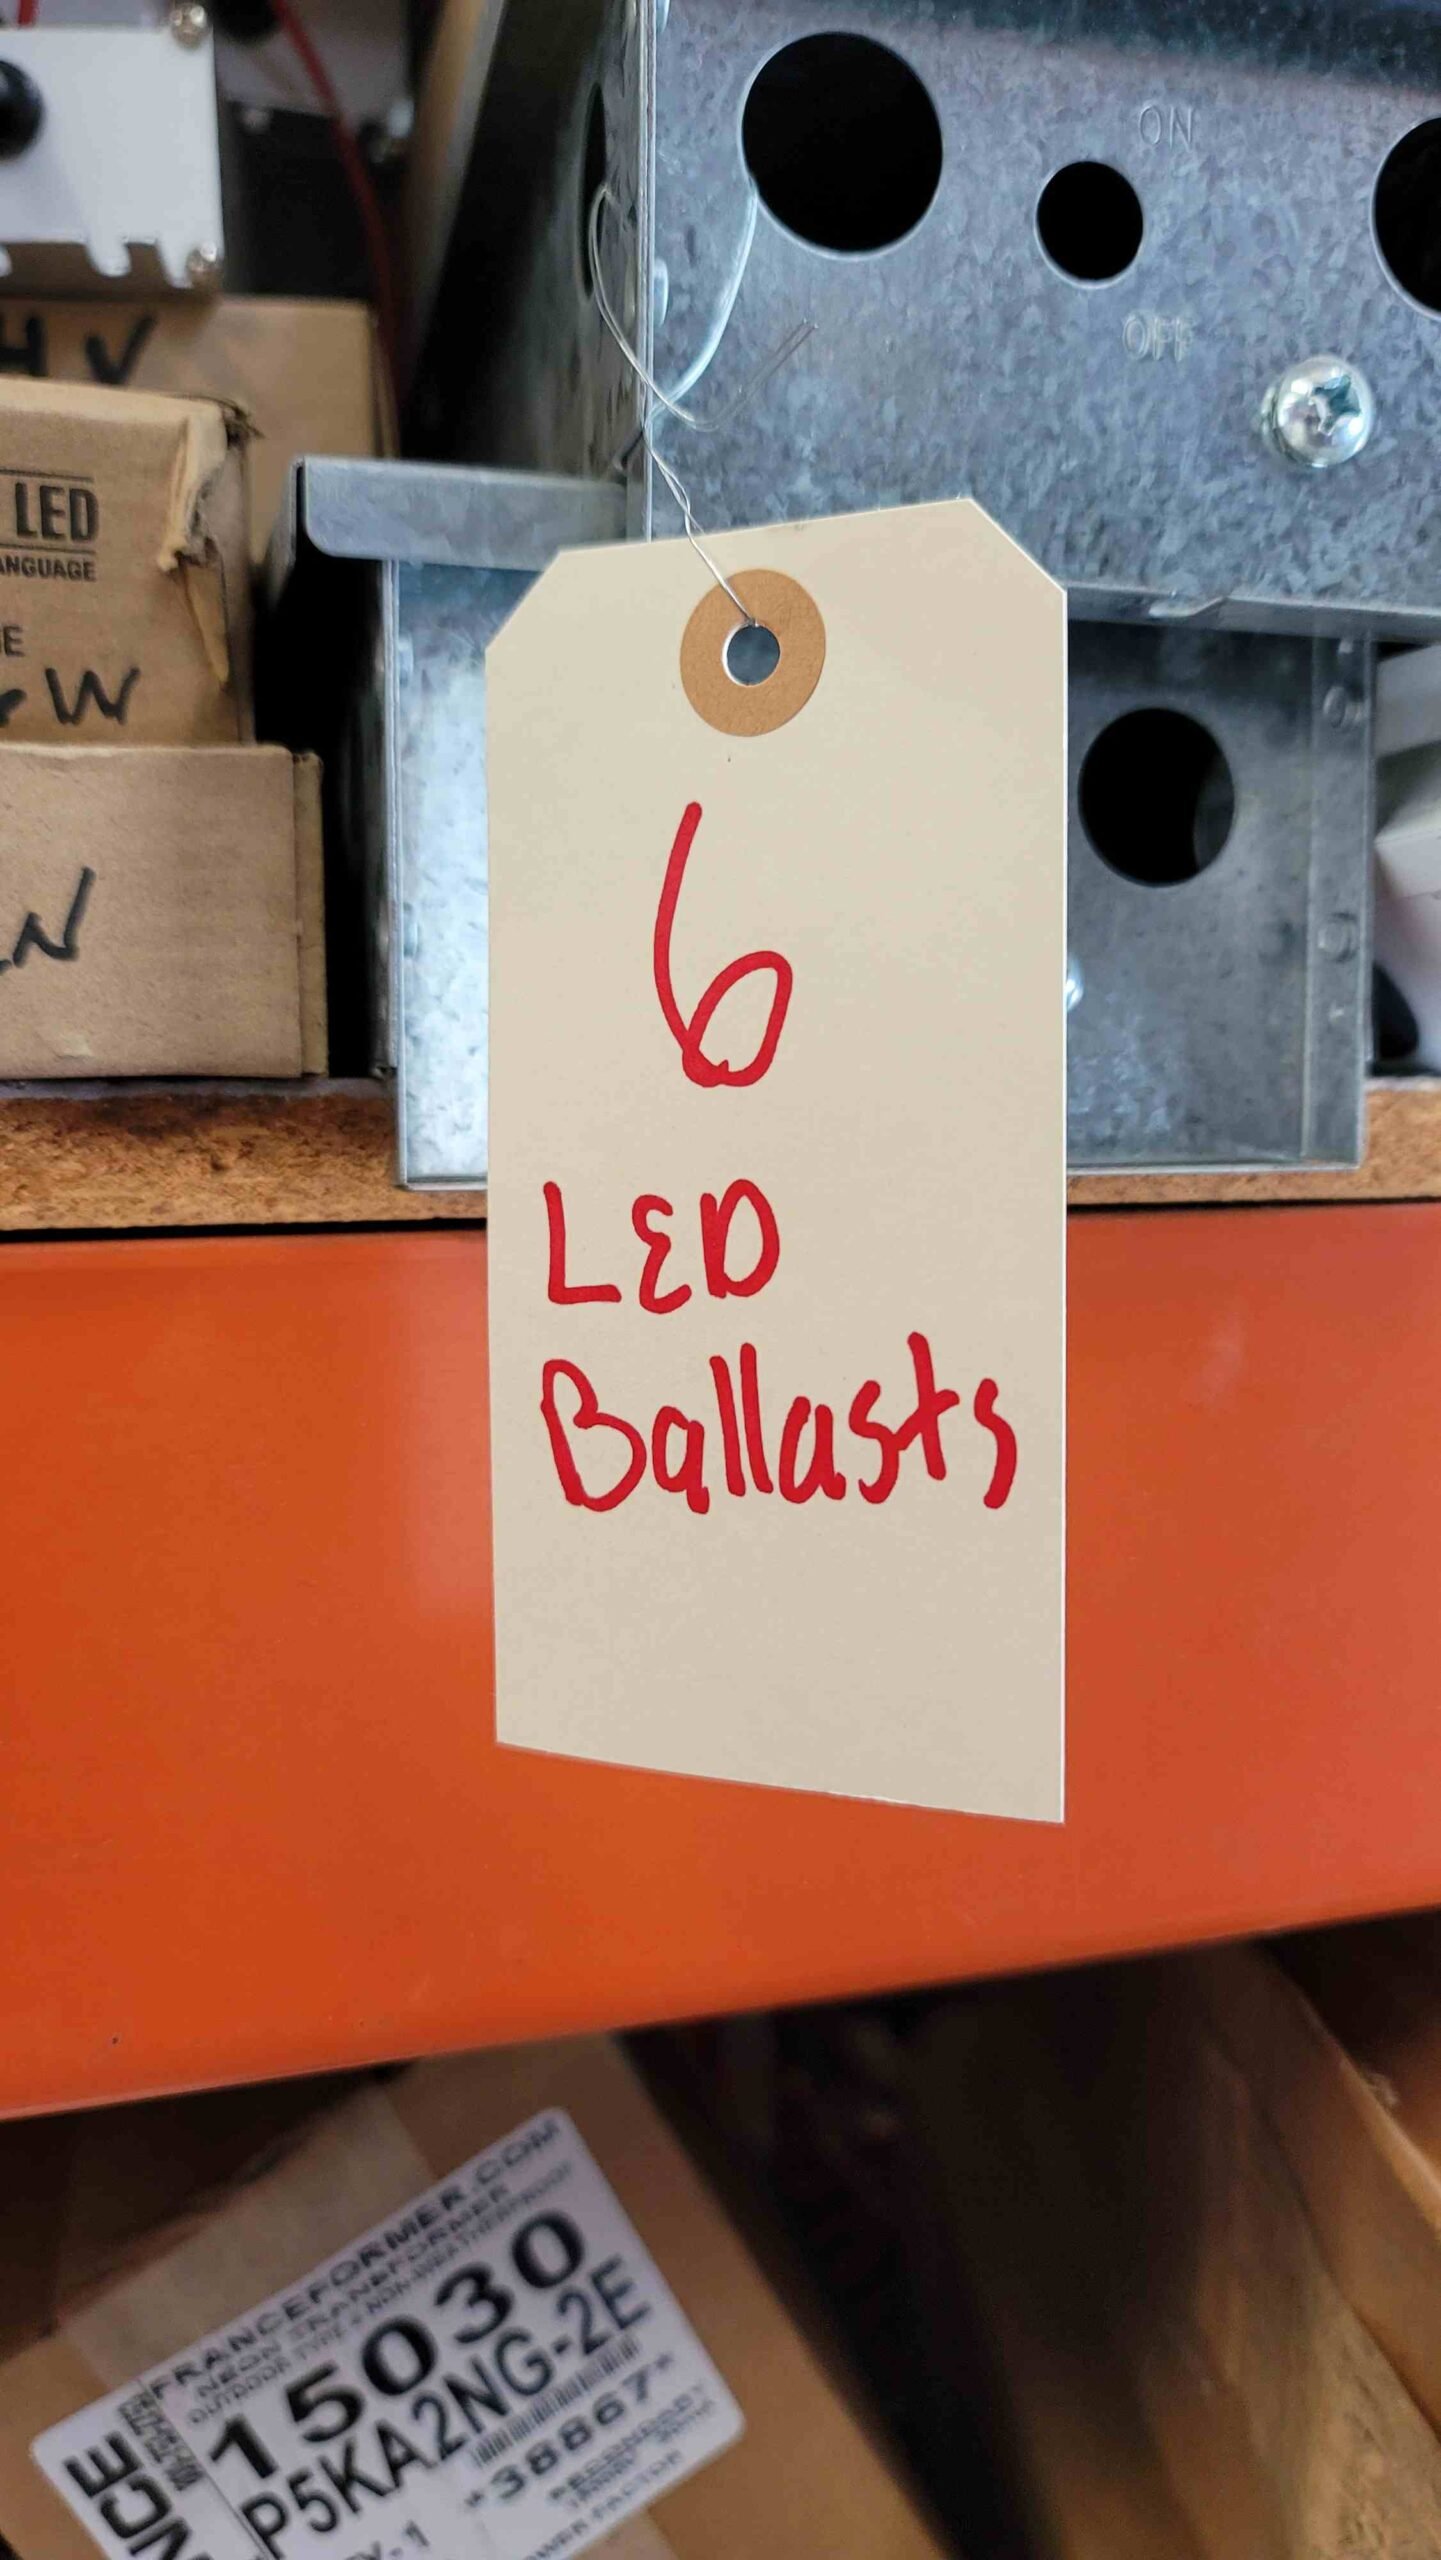 ON
OFF
H V
LED
ANGUAGE
E
W
N
6
LED
Ballasts
FRANCEFORMER.COM
NEON TRANSFORMER
15030
P5KA2NG-2E
*38867*